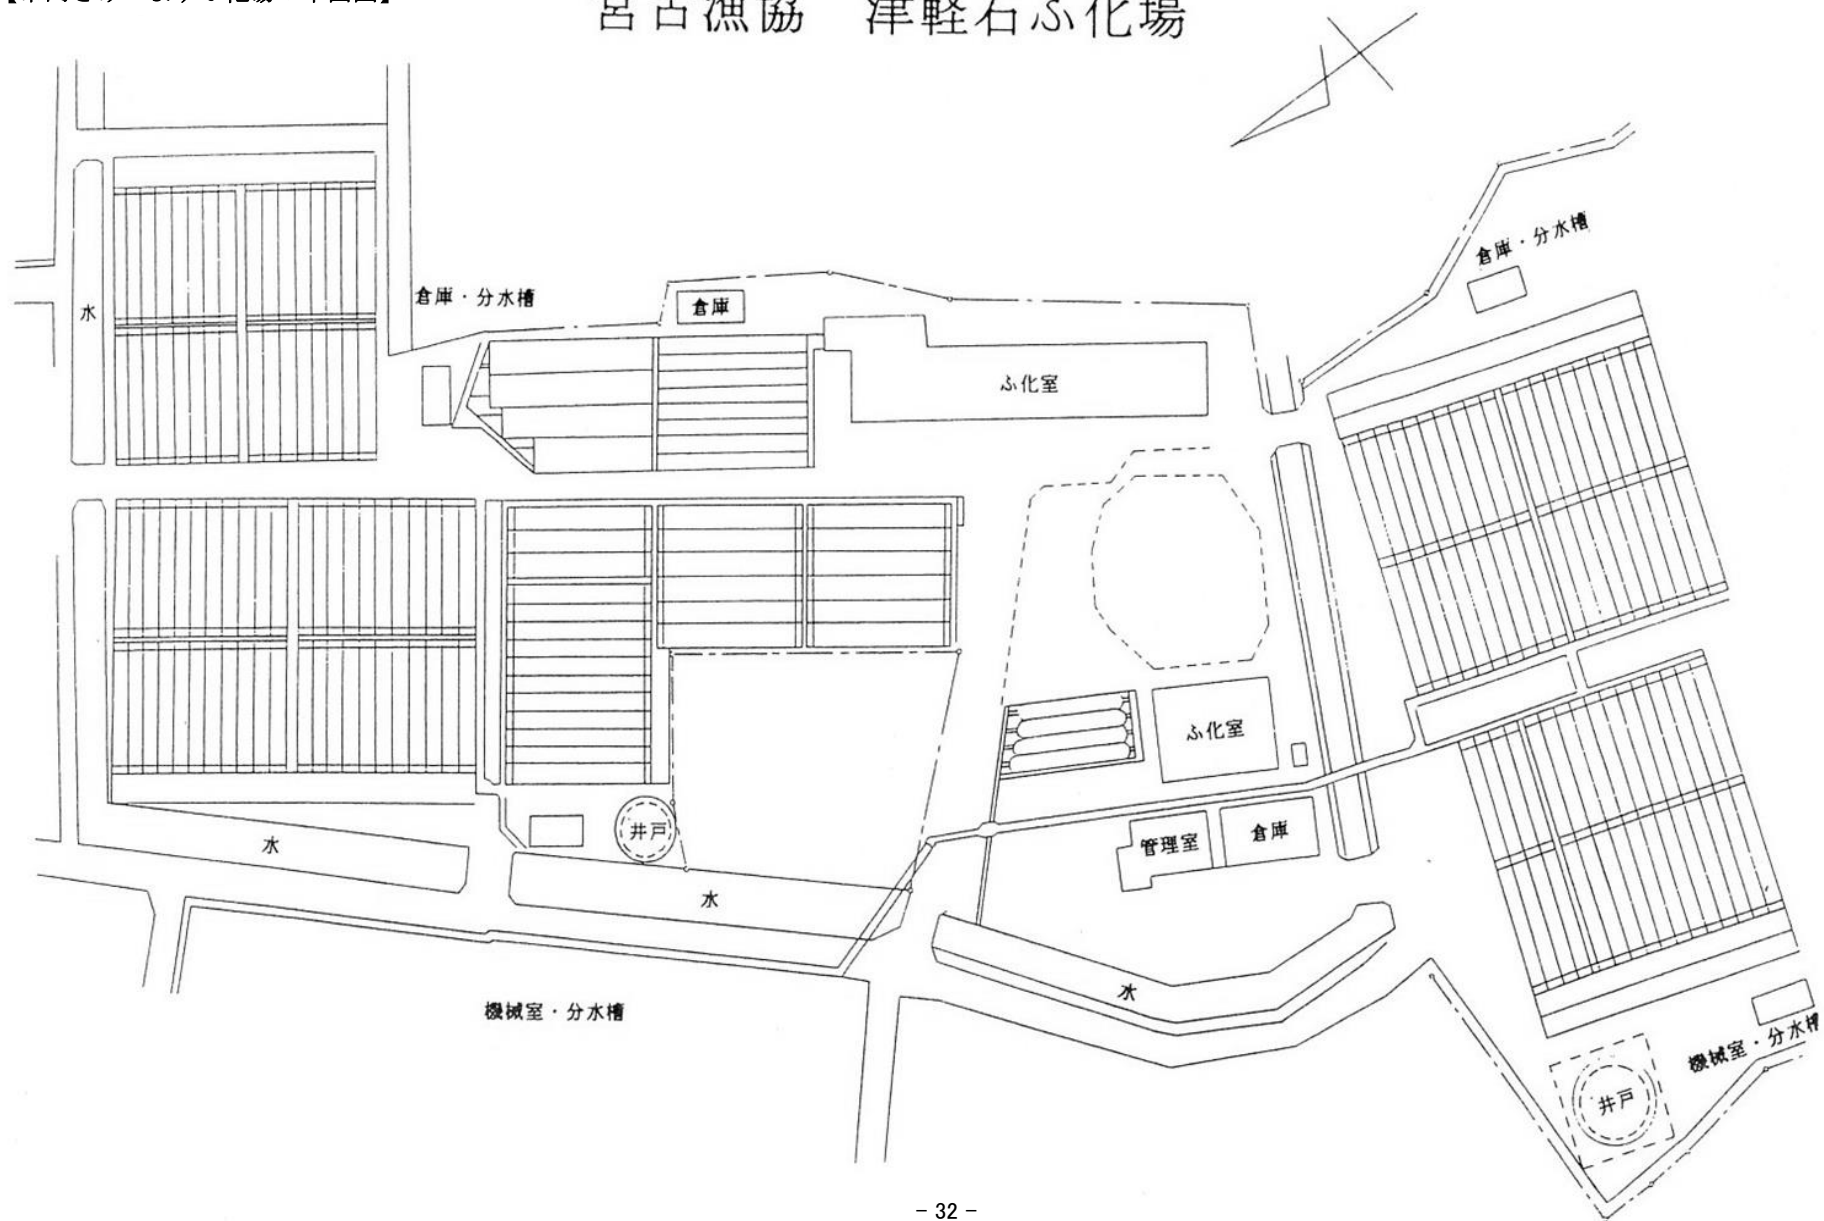 宮古漁協 津軽石ふ化場
倉庫・分水槽
水
倉庫・分水槽
倉庫
ふ化室
ふ化室
井戸
管理室
倉庫
水
水
水
機械室・分水槽
機械室・分水槽
井戸
- 32 -